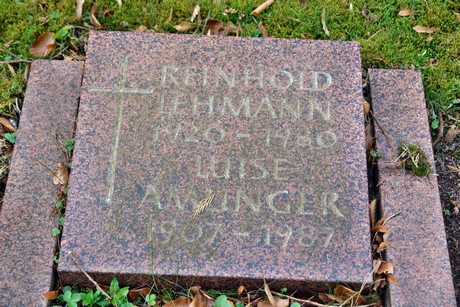 REINHOLD
LEHMANN
1920 - 1980
LUISE
AMLINGER
1907 - 1987